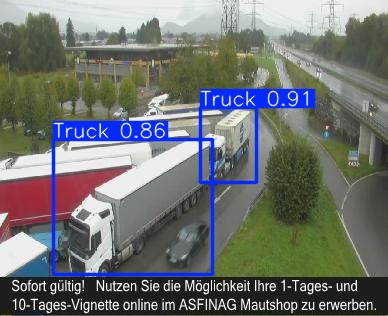 Truck 0.91
Truck 0.86
Sofort gültig! Nutzen Sie die Möglichkeit Ihre 1-Tages- und
10-Tages-Vignette online im ASFINAG Mautshop zu erwerben.